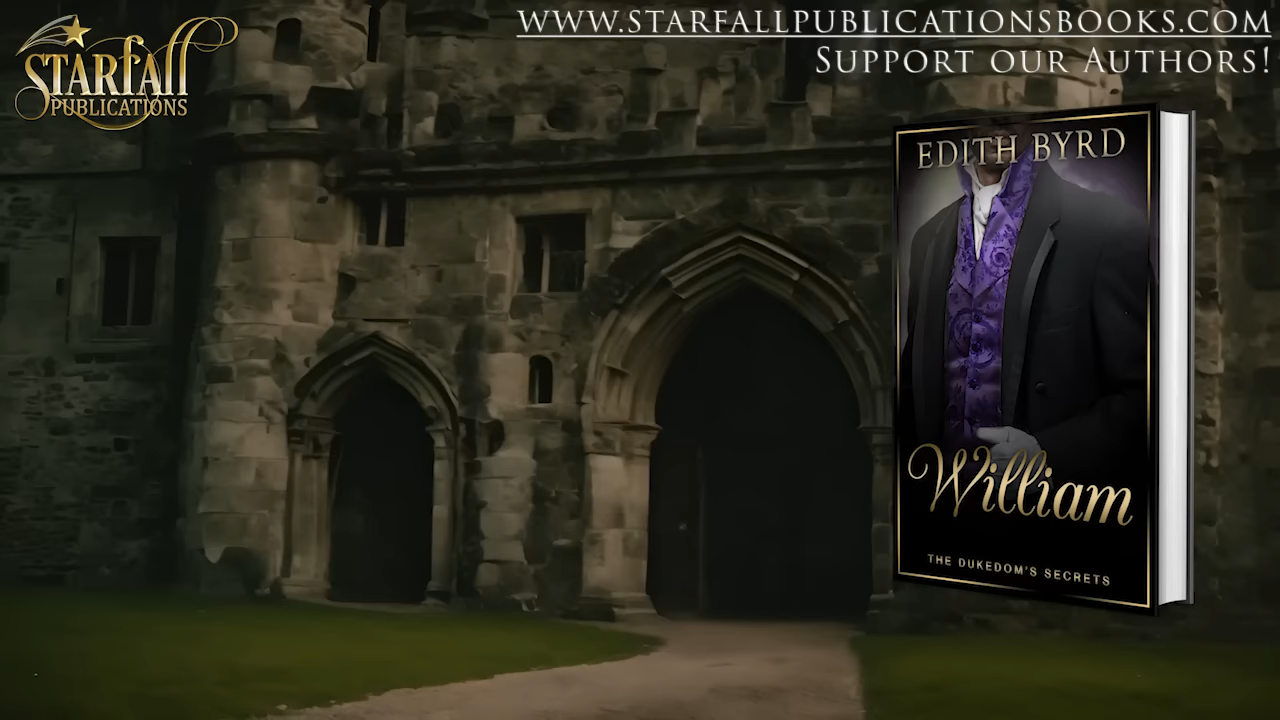 STARfall
PUBLICATIONS
WWW.STARFALLPUBLICATIONSBOOKS.COM
SUPPORT OUR AUTHORS!
EDITH BYRD
William
THE DUKEDOM'S SECRETS